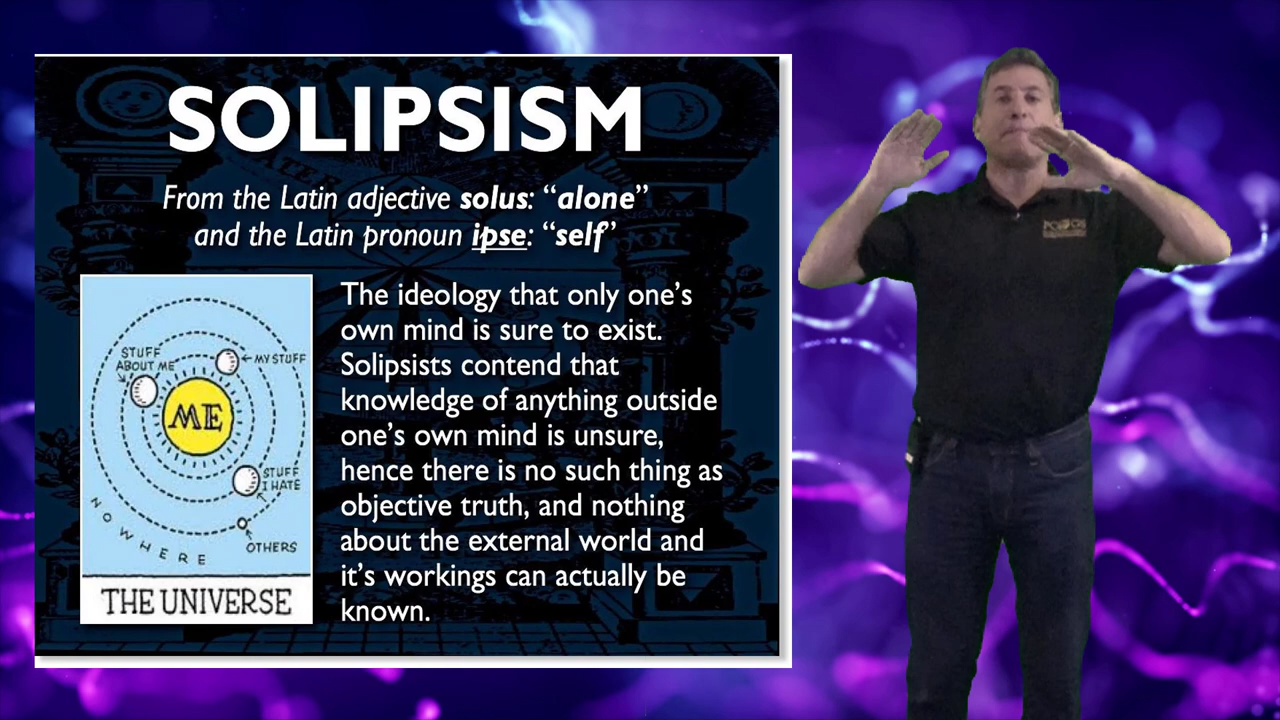 SOLIPSISM
From the Latin adjective solus: “alone”
and the Latin pronoun ipse: “self’
The ideology that only one’s
own mind is sure to exist.
Solipsists contend that
knowledge of anything outside
one’s own mind is unsure,
hence there is no such thing as
objective truth, and nothing
about the external world and
it’s workings can actually be
known.
STUFF
ABOUT ME
MY STUFF
ME
STUFF
I HATE
OTHERS
NOWHERE
THE UNIVERSE